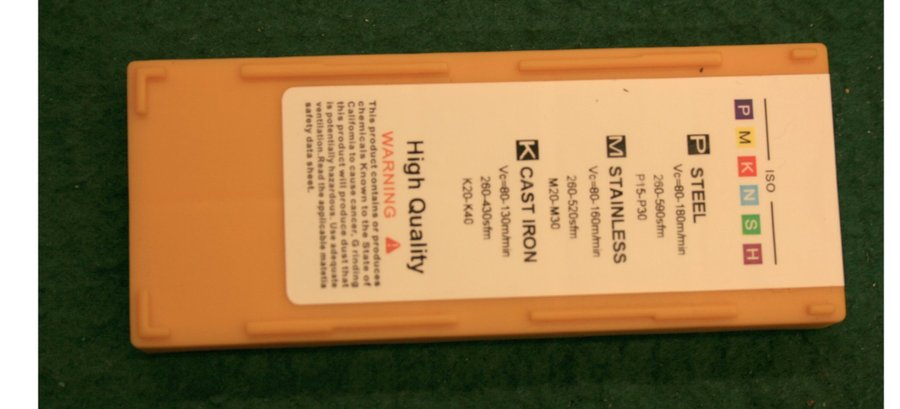 ISO
P M K N S H
P STEEL
Vc=80-180m/min
260-590sfm
P15-P30
M STAINLESS
Vc=80-160m/min
260-520sfm
M20-M30
K CAST IRON
Vc=80-130m/min
260-430sfm
K20-K40
High Quality
WARNING
This product contains or produces
chemicals Known to the State of
California to cause cancer, G rinding
this product will produce dust that
is potentially hazardous. Use adequate
ventilation.Read the applicable matetia
safety data sheet.